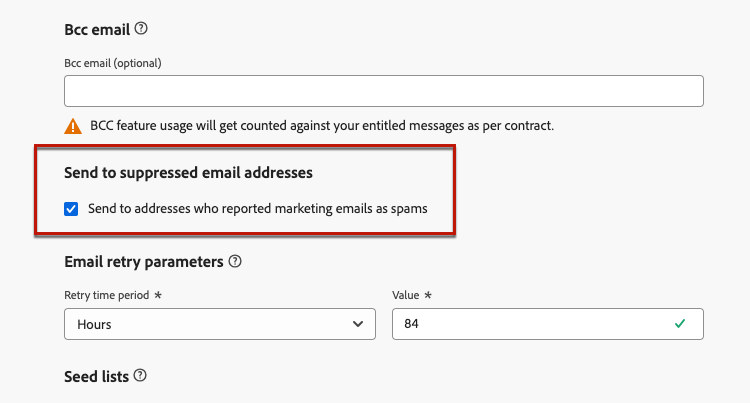 Bcc email
Bcc email (optional)
BCC feature usage will get counted against your entitled messages as per contract.
Send to suppressed email addresses
Send to addresses who reported marketing emails as spams
Email retry parameters
Retry time period * Value *
Hours 84
Seed lists